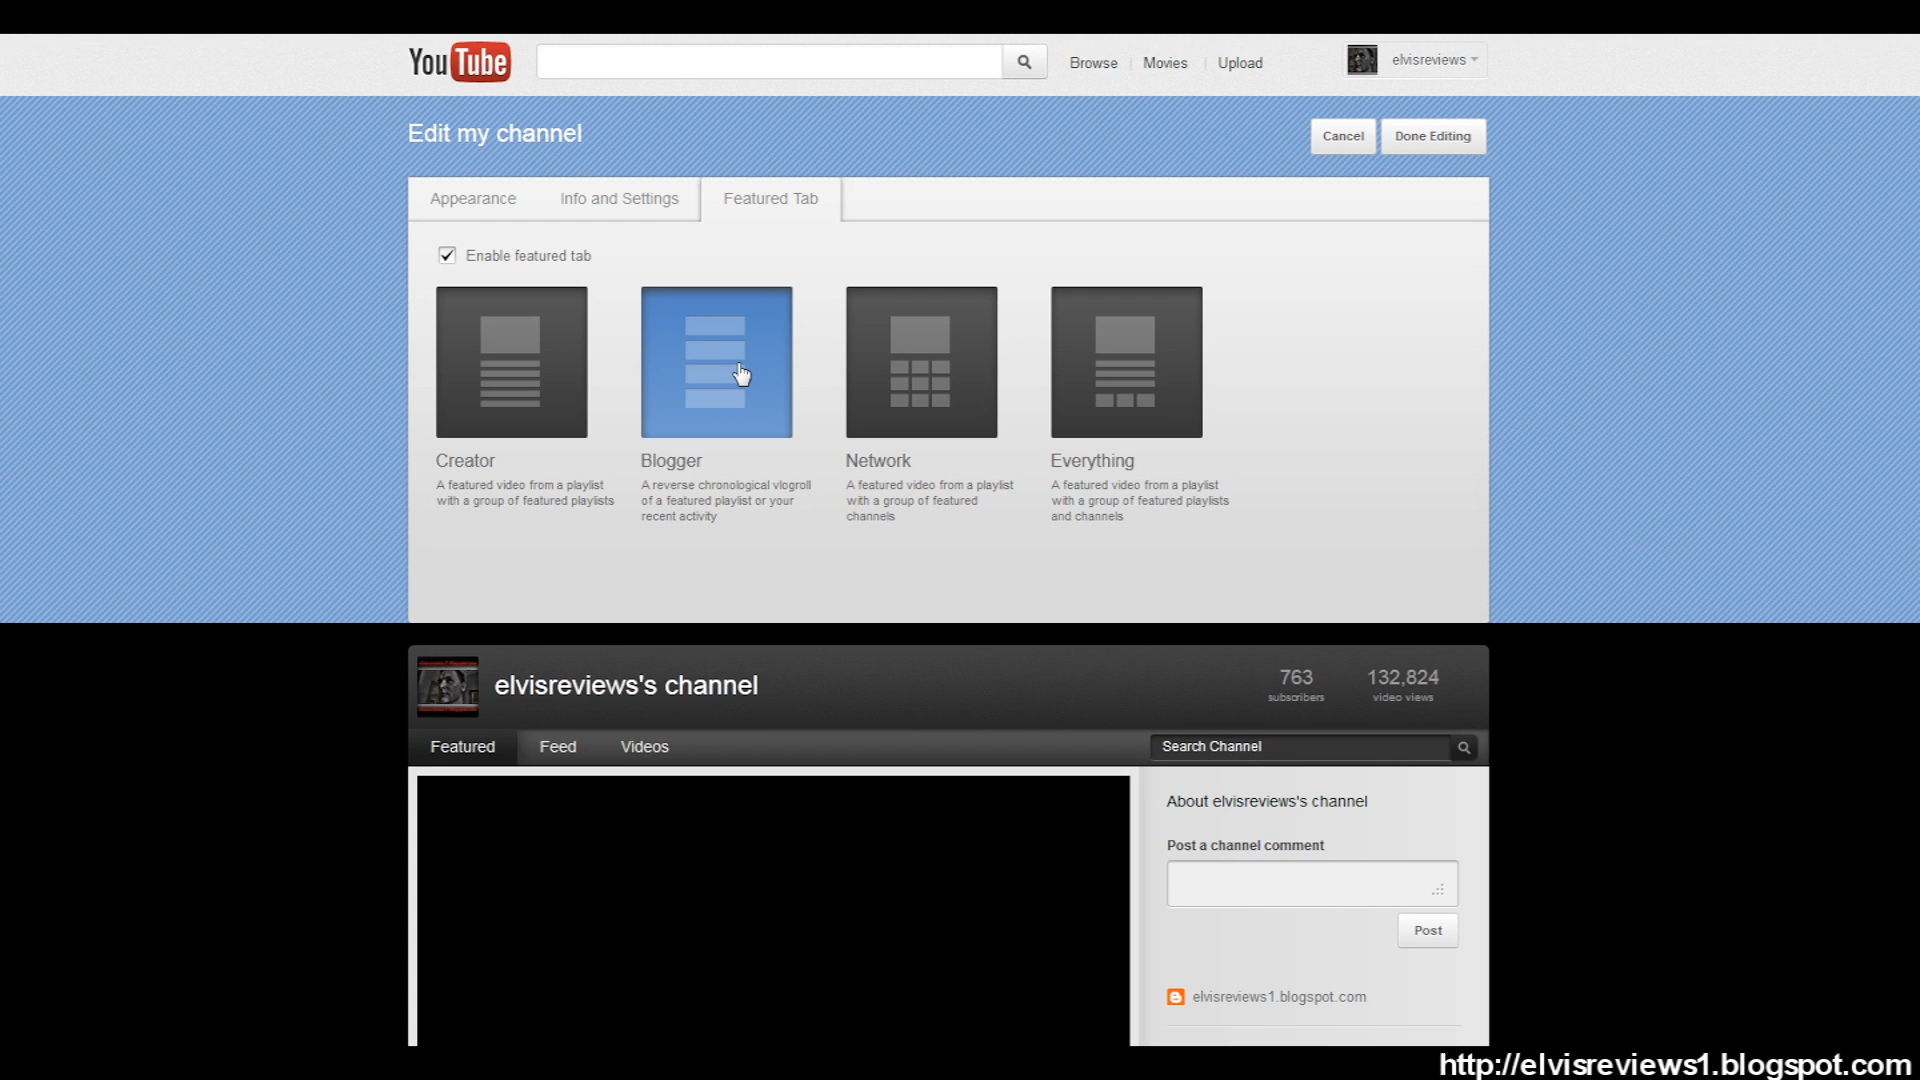 YouTube
Browse
Movies
Upload
elvisreviews
Edit my channel
Cancel
Done Editing
Appearance
Info and Settings
Featured Tab
Enable featured tab
Creator
A featured video from a playlist
with a group of featured playlists
Blogger
A reverse chronological vlogroll
of a featured playlist or your
recent activity
Network
A featured video from a playlist
with a group of featured
channels
Everything
A featured video from a playlist
with a group of featured playlists
and channels
elvisreviews's channel
763
subscribers
132,824
video views
Featured
Feed
Videos
Search Channel
About elvisreviews's channel
Post a channel comment
Post
elvisreviews1.blogspot.com
http://elvisreviews1.blogspot.com